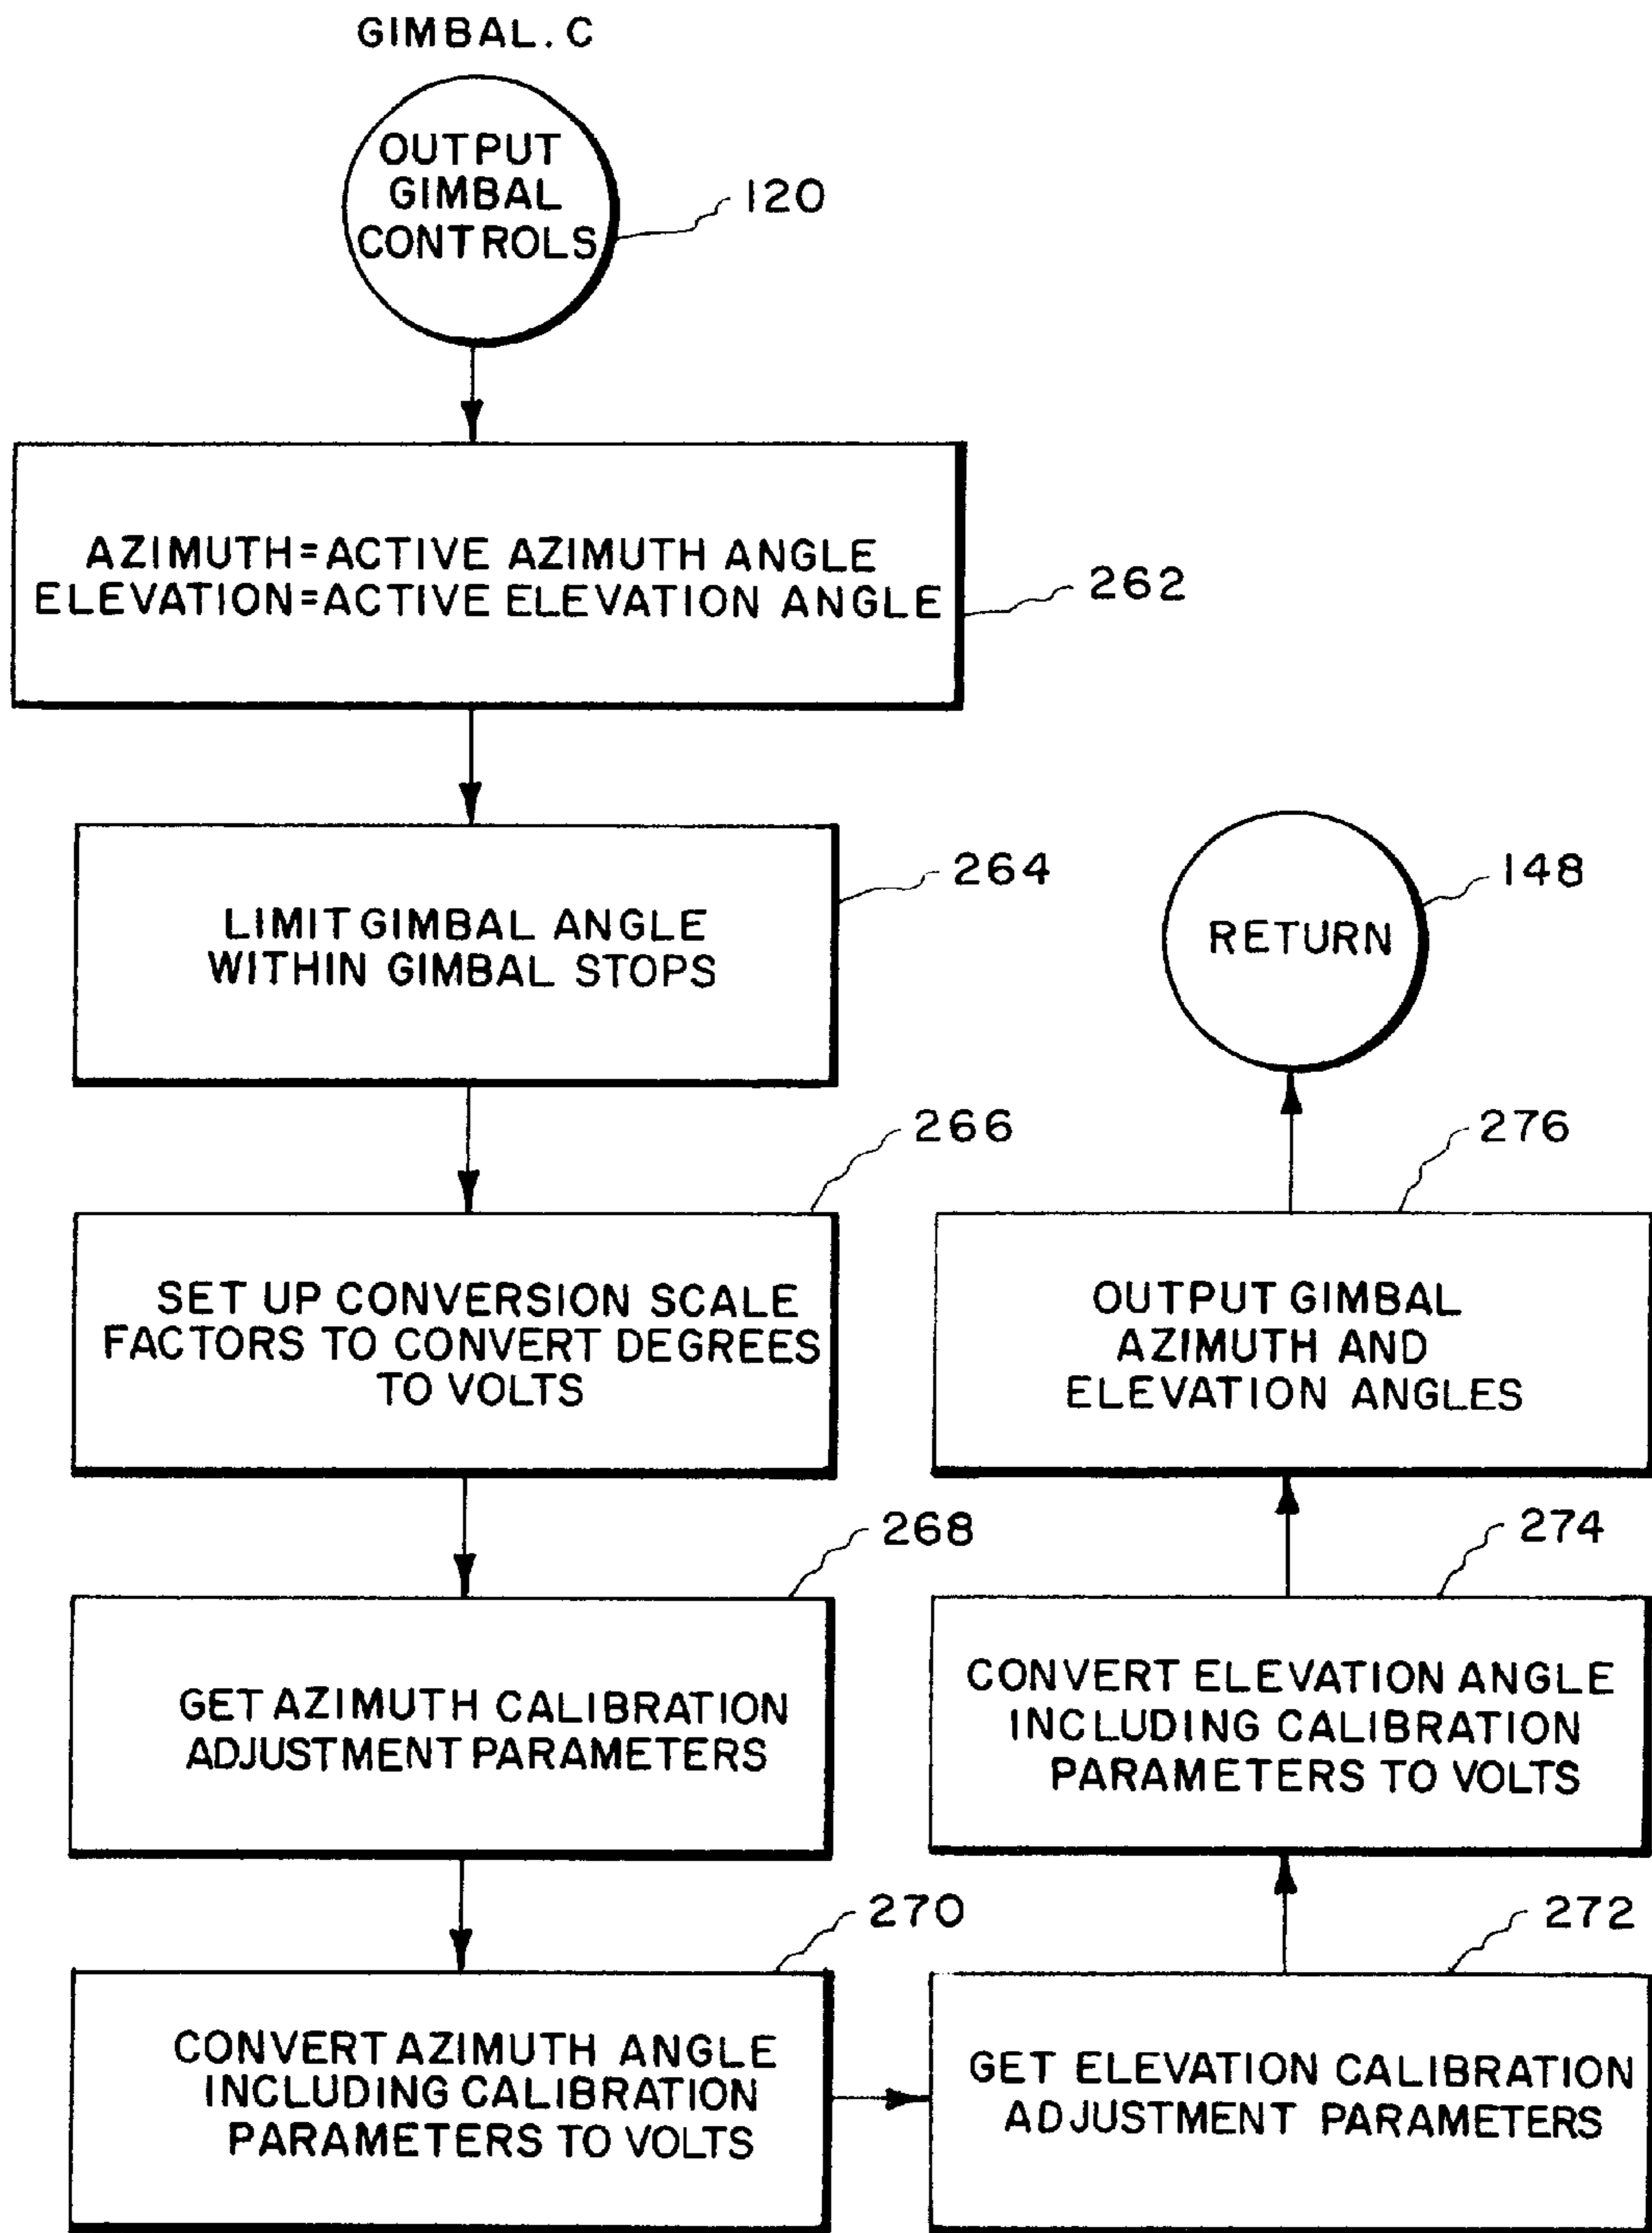 GIMBAL.C
OUTPUT
GIMBAL
CONTROLS
120
AZIMUTH=ACTIVE AZIMUTH ANGLE
ELEVATION=ACTIVE ELEVATION ANGLE
262
LIMIT GIMBAL ANGLE
WITHIN GIMBAL STOPS
264
266
SET UP CONVERSION SCALE
FACTORS TO CONVERT DEGREES
TO VOLTS
268
GET AZIMUTH CALIBRATION
ADJUSTMENT PARAMETERS
270
CONVERT AZIMUTH ANGLE
INCLUDING CALIBRATION
PARAMETERS TO VOLTS
272
GET ELEVATION CALIBRATION
ADJUSTMENT PARAMETERS
274
CONVERT ELEVATION ANGLE
INCLUDING CALIBRATION
PARAMETERS TO VOLTS
276
OUTPUT GIMBAL
AZIMUTH AND
ELEVATION ANGLES
148
RETURN